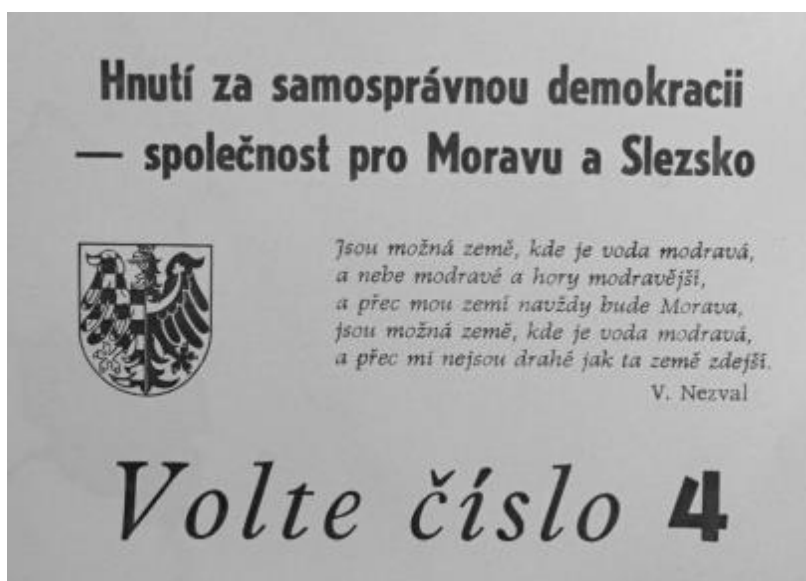 Hnutí za samosprávnou demokracii
— společnost pro Moravu a Slezsko
Jsou možná země, kde je voda modravá,
a nebe modravé a hory modravější,
a přec mou zemí navždy bude Morava,
jsou možná země, kde je voda modravá,
a přec mi nejsou drahé jak ta země zdejší.
V. Nezval
Volte číslo 4